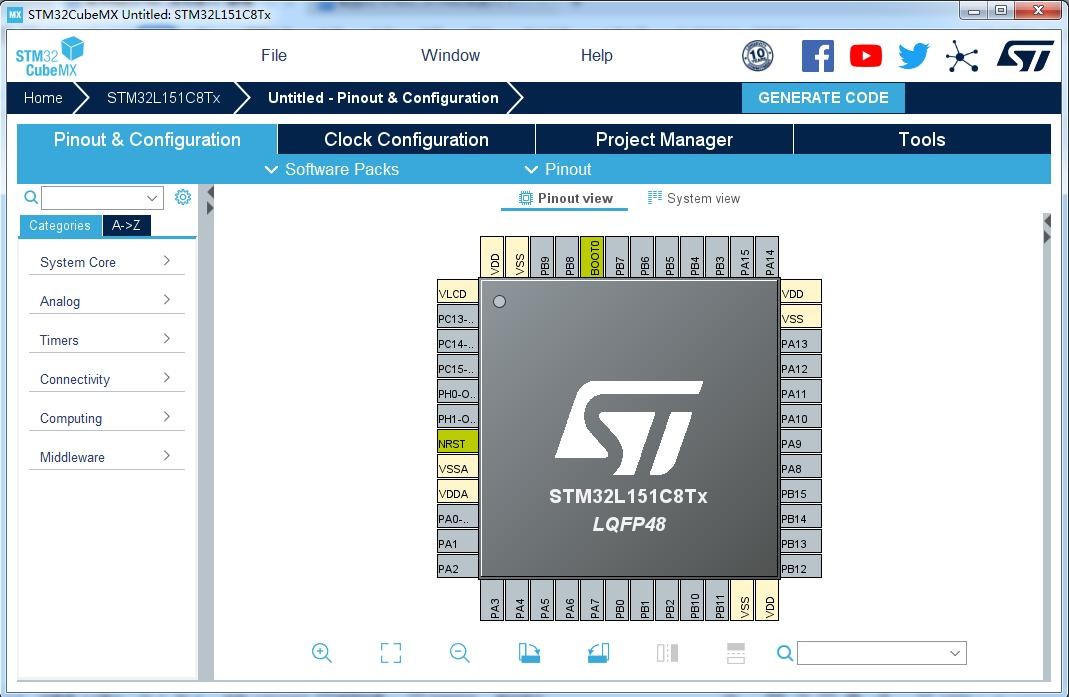 MX STM32CubeMX Untitled: STM32L151C8Tx
STM32
CubeMX
File Window Help
10
Home STM32L151C8Tx Untitled - Pinout & Configuration GENERATE CODE
Pinout & Configuration Clock Configuration Project Manager Tools
Software Packs Pinout
Pinout view System view
Categories A->Z
System Core
Analog
Timers
Connectivity
Computing
Middleware
VDD VSS PB9 PB8 BOOT0 PB7 PB6 PB5 PB4 PB3 PA15 PA14
VLCD VDD
PC13-.. VSS
PC14-.. PA13
PC15-.. PA12
PH0-O.. PA11
PH1-O.. PA10
NRST PA9
VSSA PA8
VDDA PB15
PA0-.. PB14
PA1 PB13
PA2 PB12
STM32L151C8Tx
LQFP48
PA3 PA4 PA5 PA6 PA7 PB0 PB1 PB2 PB10 PB11 VSS VDD